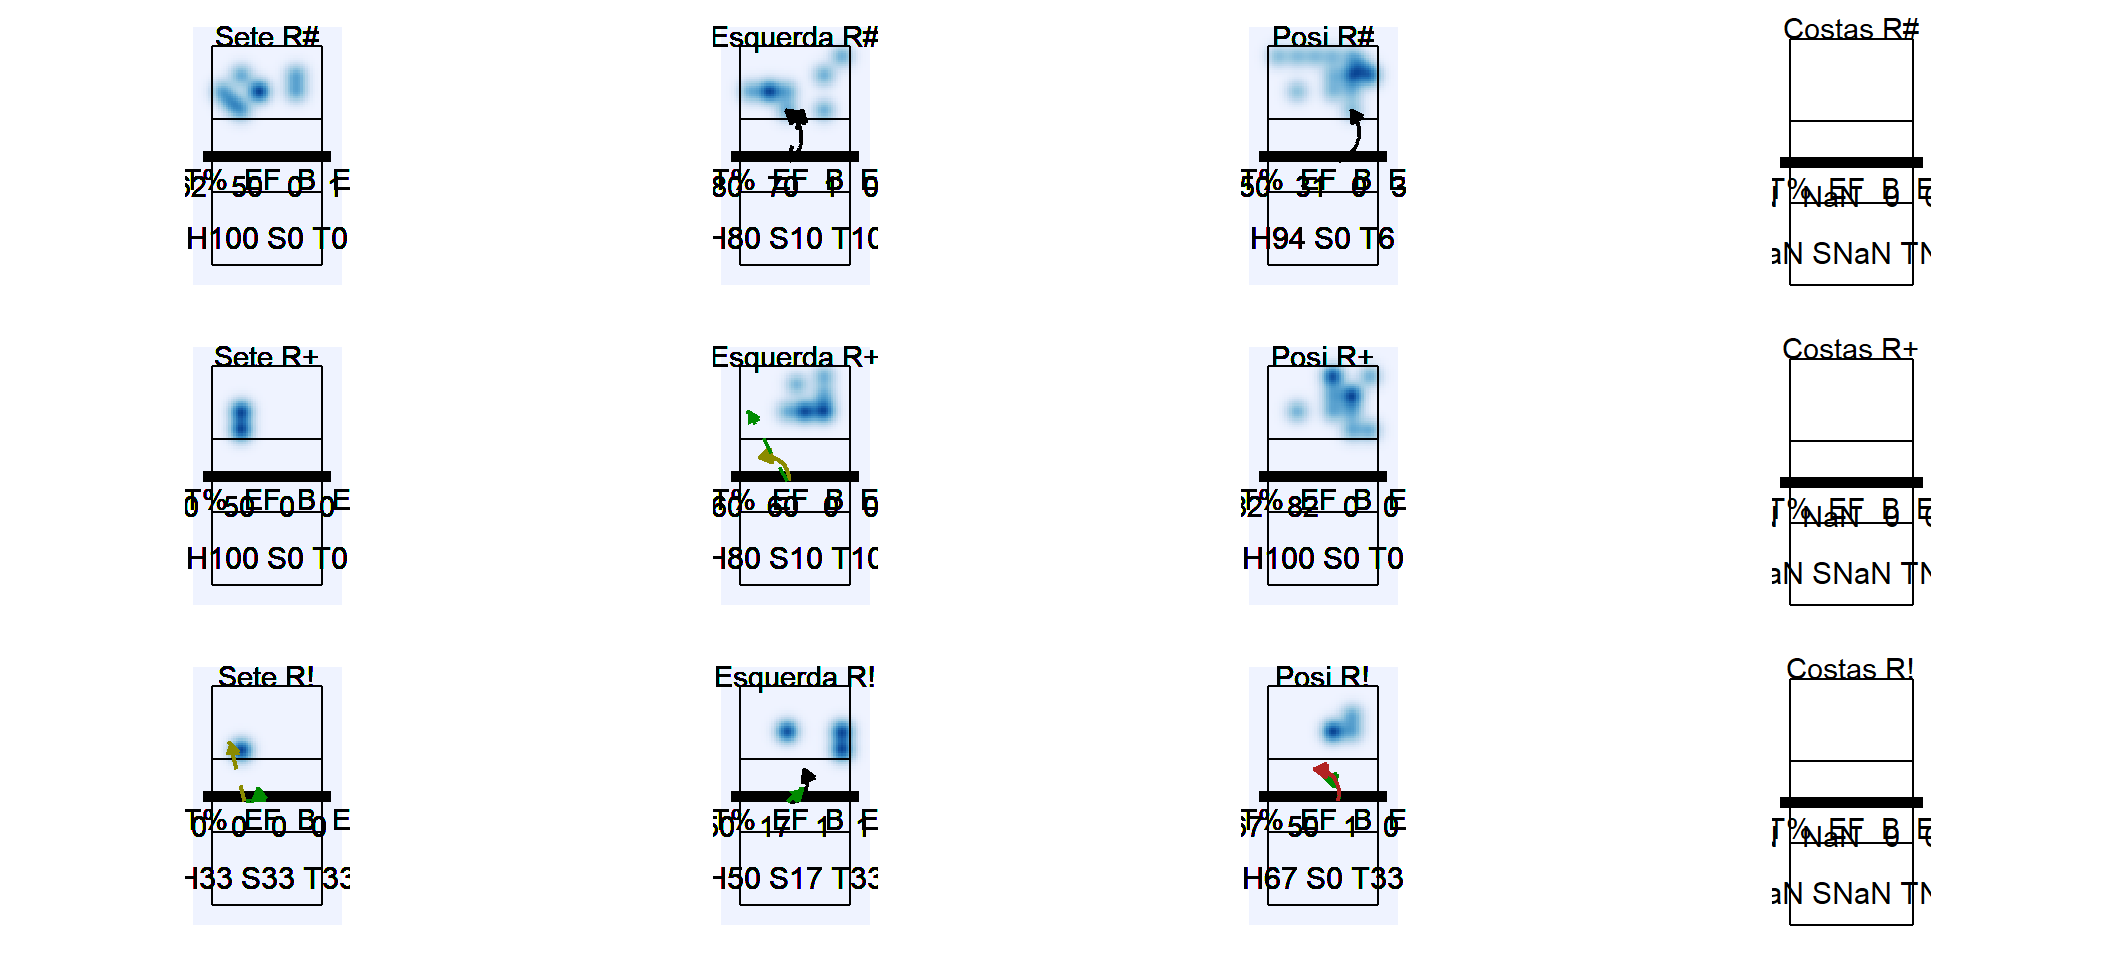 Sete R#
Esquerda R#
Posi R#
Costas R#
T% EF B E
50 0 1
T% EF B E
80 70 1 0
T% EF B E
50 31 0 3
T% EF B E
NaN 0
H100 S0 T0
H80 S10 T10
H94 S0 T6
aN SNaN TN
Sete R+
Esquerda R+
Posi R+
Costas R+
T% EF B E
0 50 0 0
T% EF B E
60 60 0 0
T% EF B E
82 82 0 0
T% EF B E
NaN 0
H100 S0 T0
H80 S10 T10
H100 S0 T0
aN SNaN TN
Sete R!
Esquerda R!
Posi R!
Costas R!
T% EF B E
0 0 0 0
T% EF B E
50 17 1 1
T% EF B E
67 50 1 0
T% EF B E
NaN 0
H33 S33 T33
H50 S17 T33
H67 S0 T33
aN SNaN TN